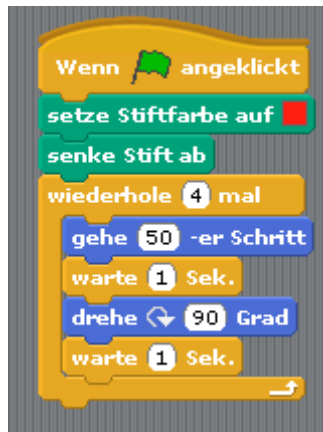 Wenn angeklickt
setze Stiftfarbe auf
senke Stift ab
wiederhole 4 mal
gehe 50 -er Schritt
warte 1 Sek.
drehe 90 Grad
warte 1 Sek.